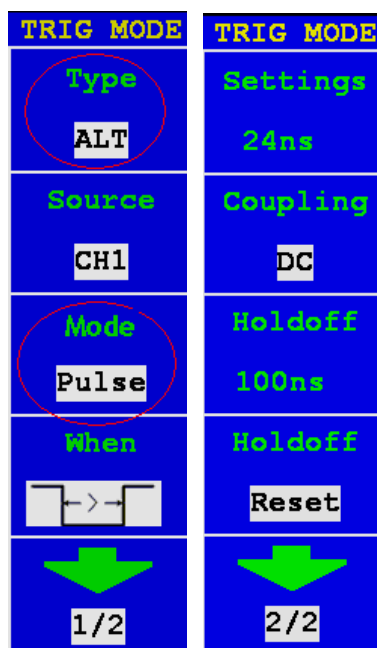 TRIG MODE
Type
ALT
Source
CH1
Mode
Pulse
When
>
1/2
TRIG MODE
Settings
24ns
Coupling
DC
Holdoff
100ns
Holdoff
Reset
2/2